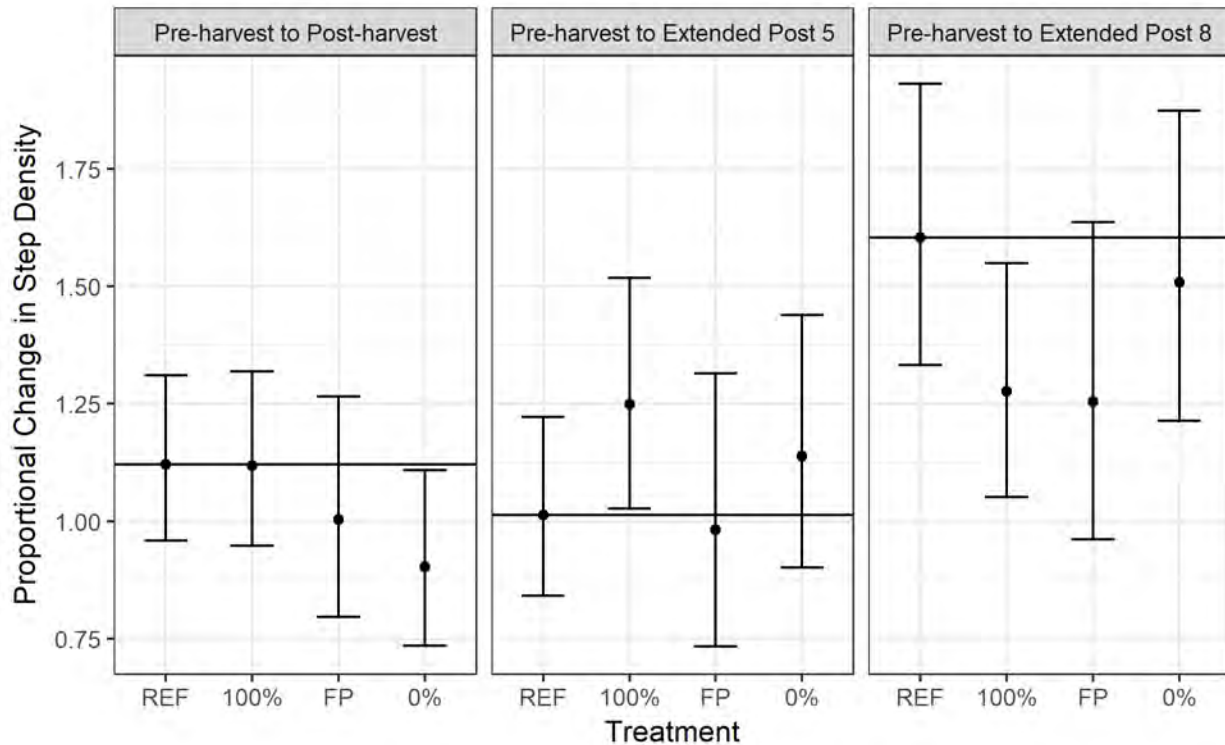 Pre-harvest to Post-harvest
Pre-harvest to Extended Post 5
Pre-harvest to Extended Post 8
Proportional Change in Step Density
1.75
1.50
1.25
1.00
0.75
REF 100% FP 0%
REF 100% FP 0%
REF 100% FP 0%
Treatment